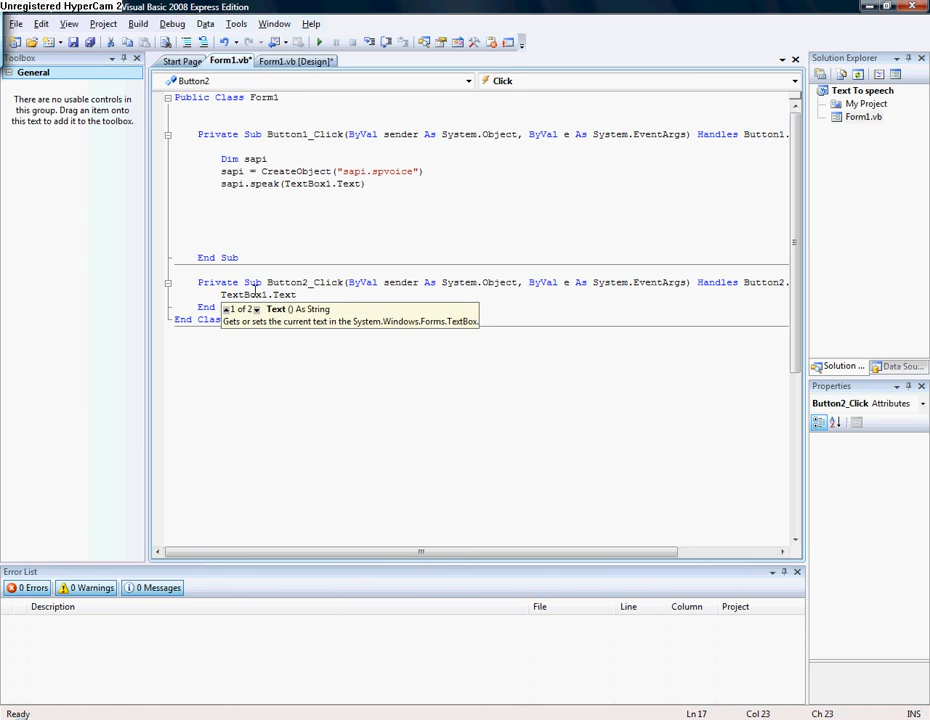 Unregistered HyperCam 2
Visual Basic 2008 Express Edition
File Edit View Project Build Debug Data Tools Window Help
Toolbox
General
There are no usable controls in
this group. Drag an item onto
this text to add it to the toolbox.
Start Page Form1.vb* Form1.vb [Design]*
Button2 Click
Public Class Form1
Private Sub Button1_Click(ByVal sender As System.Object, ByVal e As System.EventArgs) Handles Button1.
Dim sapi
sapi = CreateObject("sapi.spvoice")
sapi.speak(TextBox1.Text)
End Sub
Private Sub Button2_Click(ByVal sender As System.Object, ByVal e As System.EventArgs) Handles Button2.
TextBox1.Text
End
End Clas
1 of 2 Text () As String
Gets or sets the current text in the System.Windows.Forms.TextBox.
Solution Explorer
Text To speech
My Project
Form1.vb
Solution ... Data Sou...
Properties
Button2_Click Attributes
Error List
0 Errors 0 Warnings 0 Messages
Description File Line Column Project
Ready Ln 17 Col 23 Ch 23 INS